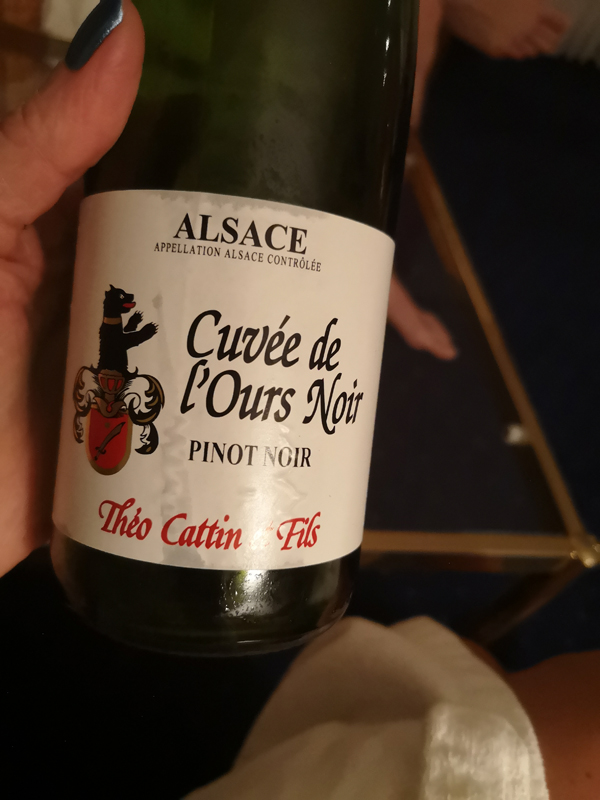 ALSACE
APPELLATION ALSACE CONTRÔLÉE
Cuvée de
l'Ours Noir
PINOT NOIR
Théo Cattin Fils